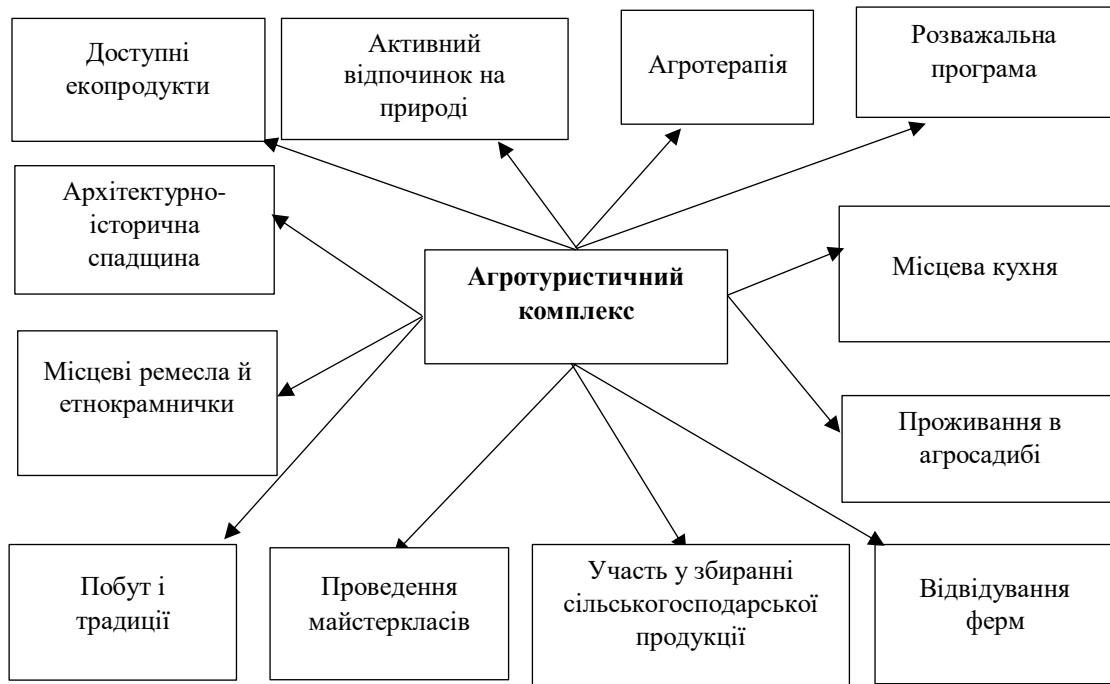 Доступні
екопродукти
Активний
відпочинок на
природі
Агротерапія
Розважальна
програма
Архітектурно-
історична
спадщина
Агротуристичний
комплекс
Місцева кухня
Місцеві ремесла й
етнокрамнички
Проживання в
агросадибі
Побут і
традиції
Проведення
майстеркласів
Участь у збиранні
сільськогосподарської
продукції
Відвідування
ферм